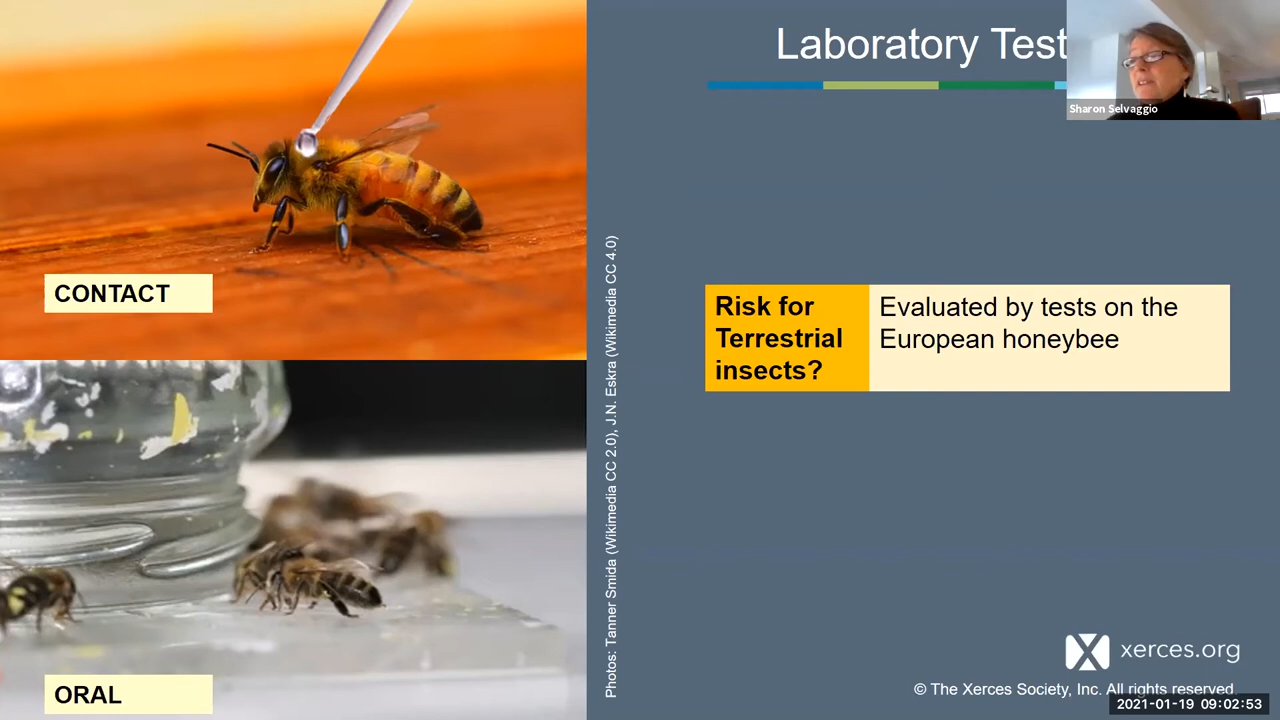 Laboratory Test
Sharon Selvaggio
CONTACT
Risk for
Terrestrial
insects?
Evaluated by tests on the
European honeybee
Photos: Tanner Smida (Wikimedia CC 2.0), J.N. Eskra (Wikimedia CC 4.0)
ORAL
xerces.org
© The Xerces Society, Inc. All rights reserved.
2021-01-19 09:02:53